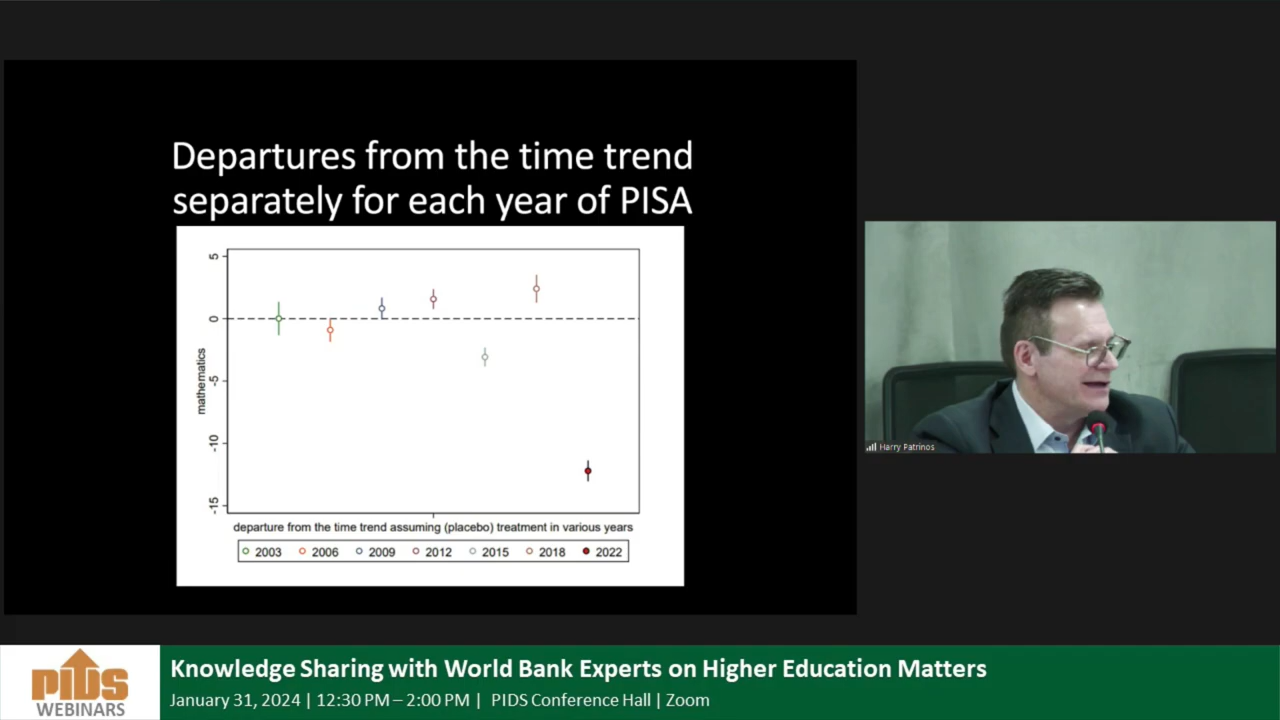 Departures from the time trend
separately for each year of PISA
5
0
-5
-10
-15
mathematics
departure from the time trend assuming (placebo) treatment in various years
2003 2006 2009 2012 2015 2018 2022
Harry Patrinos
PIDS
WEBINARS
Knowledge Sharing with World Bank Experts on Higher Education Matters
January 31, 2024 | 12:30 PM – 2:00 PM | PIDS Conference Hall | Zoom